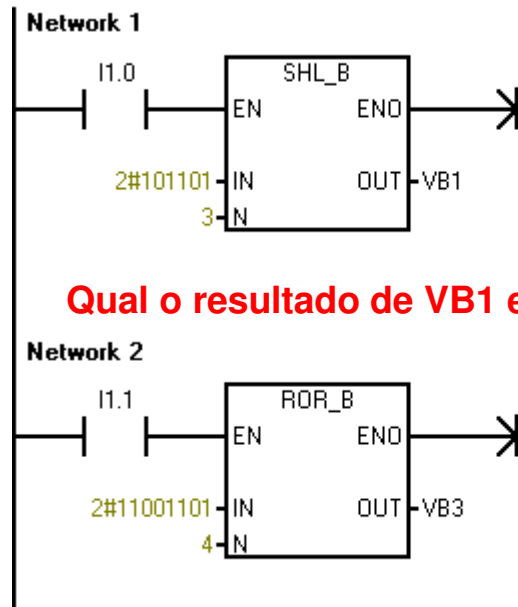 Network 1
I1.0
SHL_B
EN ENO
2#101101 IN OUT VB1
3 N
Qual o resultado de VB1 e
Network 2
I1.1
ROR_B
EN ENO
2#11001101 IN OUT VB3
4 N